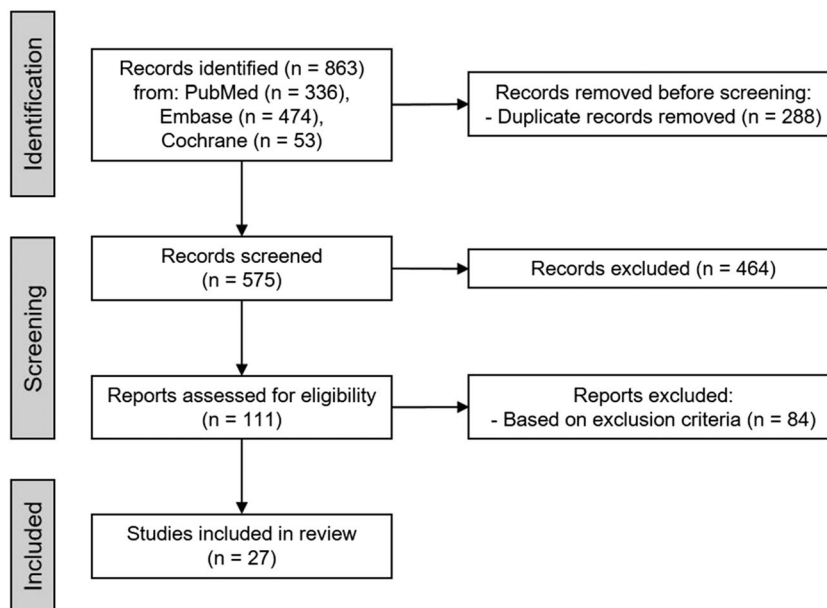 Identification
Records identified (n = 863)
from: PubMed (n = 336),
Embase (n = 474),
Cochrane (n = 53)
Records removed before screening:
- Duplicate records removed (n = 288)
Screening
Records screened
(n = 575)
Records excluded (n = 464)
Reports assessed for eligibility
(n = 111)
Reports excluded:
- Based on exclusion criteria (n = 84)
Included
Studies included in review
(n = 27)